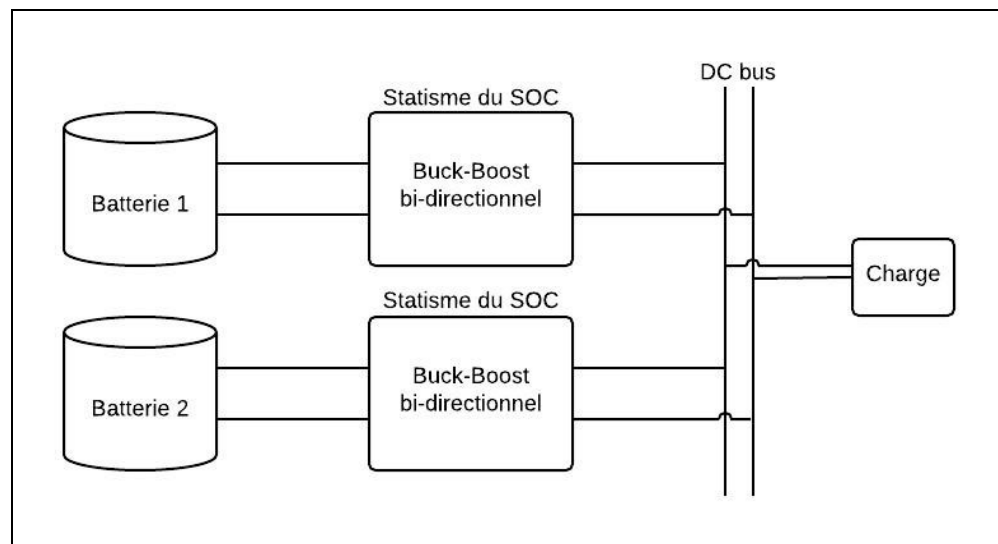 DC bus
Statisme du SOC
Batterie 1
Buck-Boost
bi-directionnel
Charge
Statisme du SOC
Batterie 2
Buck-Boost
bi-directionnel